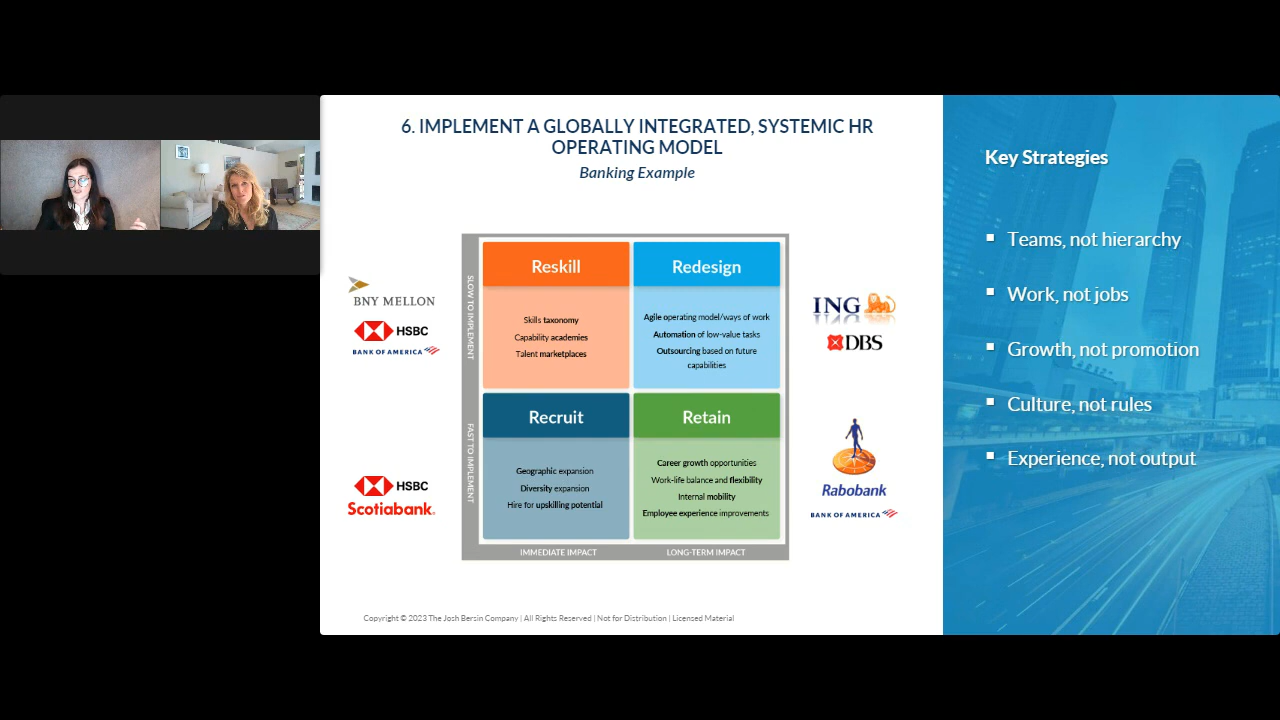 6. IMPLEMENT A GLOBALLY INTEGRATED, SYSTEMIC HR
OPERATING MODEL
Banking Example
BNY MELLON
HSBC
BANK OF AMERICA
HSBC
Scotiabank
SLOW TO IMPLEMENT
FAST TO IMPLEMENT
Reskill
Skills taxonomy
Capability academies
Talent marketplaces
Redesign
Agile operating model/ways of work
Automation of low-value tasks
Outsourcing based on future
capabilities
Recruit
Geographic expansion
Diversity expansion
Hire for upskilling potential
Retain
Career growth opportunities
Work-life balance and flexibility
Internal mobility
Employee experience improvements
IMMEDIATE IMPACT
LONG-TERM IMPACT
ING
DBS
Rabobank
BANK OF AMERICA
Copyright © 2023 The Josh Bersin Company | All Rights Reserved | Not for Distribution | Licensed Material
Key Strategies
Teams, not hierarchy
Work, not jobs
Growth, not promotion
Culture, not rules
Experience, not output